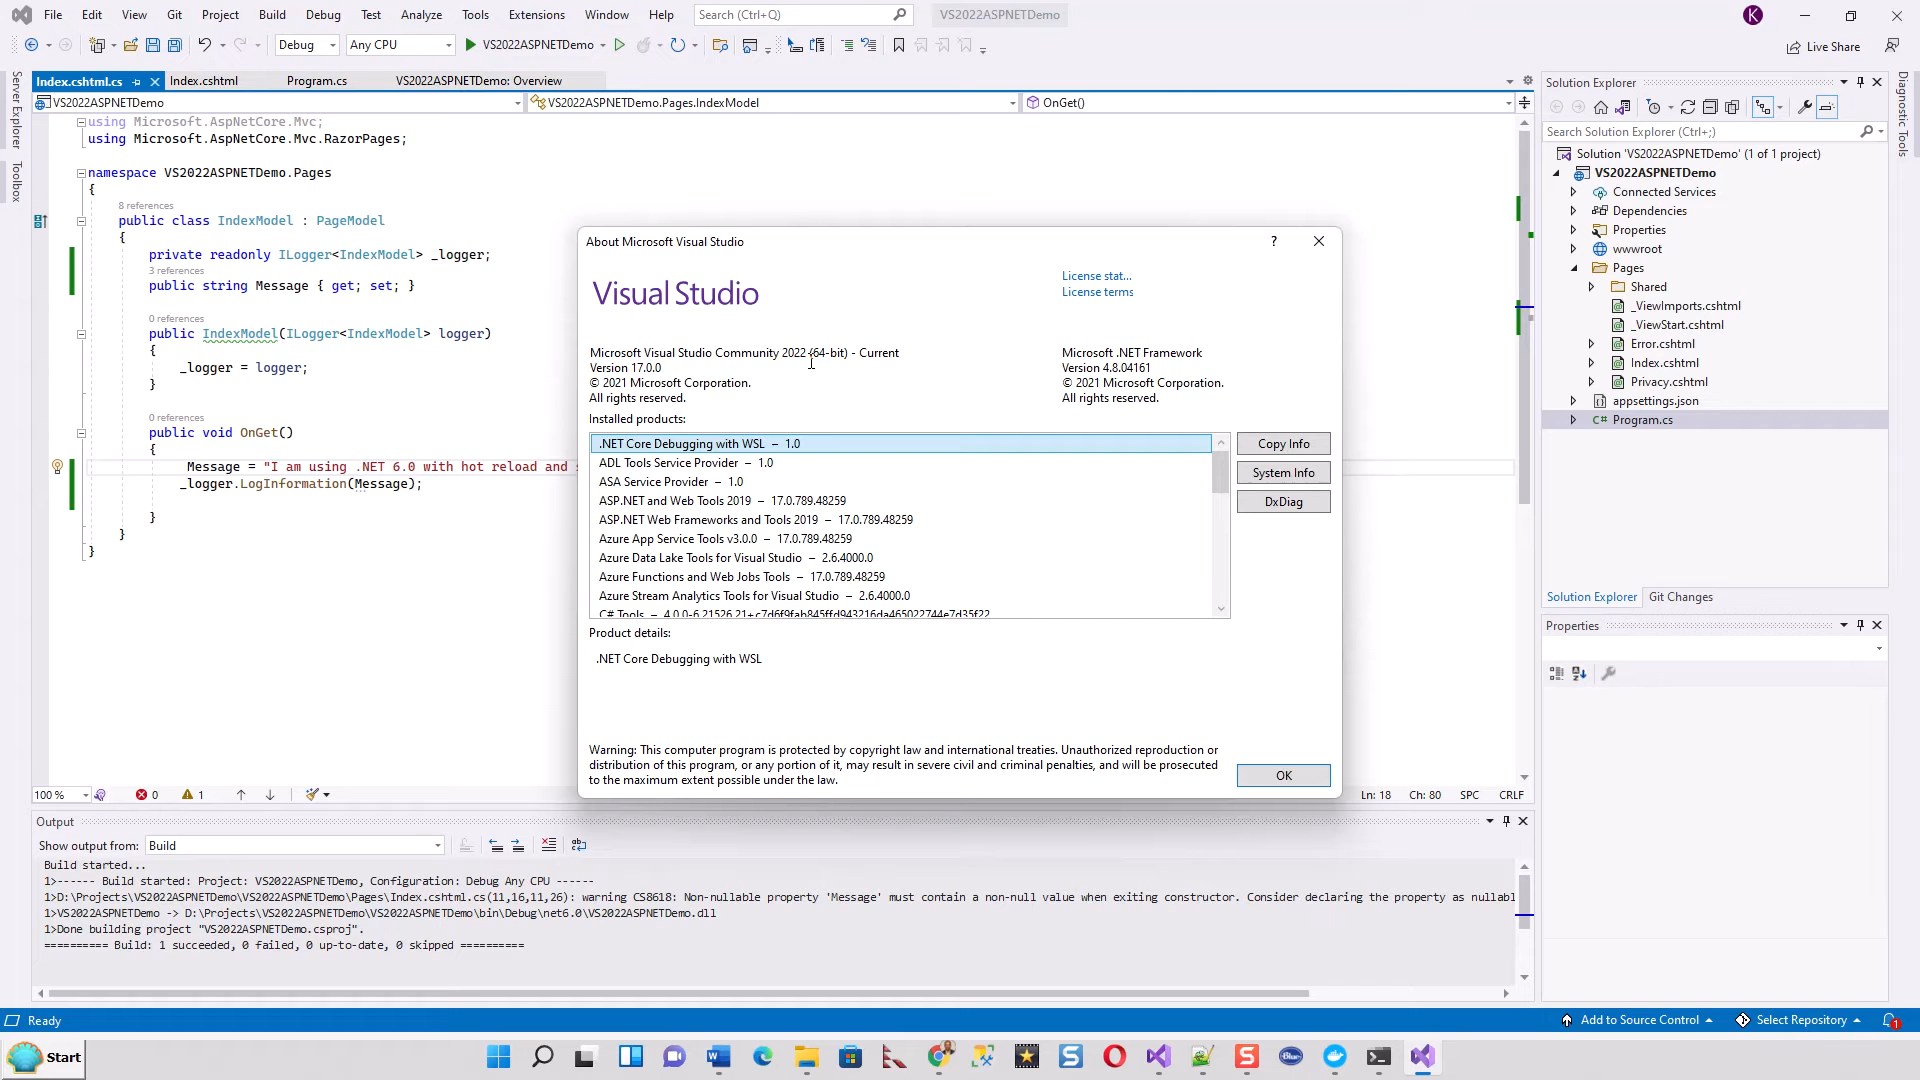 File Edit View Git Project Build Debug Test Analyze Tools Extensions Window Help Search (Ctrl+Q) VS2022ASPNETDemo K
Debug Any CPU VS2022ASPNETDemo Live Share
Index.cshtml.cs Index.cshtml Program.cs VS2022ASPNETDemo: Overview
VS2022ASPNETDemo VS2022ASPNETDemo.Pages.IndexModel OnGet()
Server Explorer
Toolbox
using Microsoft.AspNetCore.Mvc;
using Microsoft.AspNetCore.Mvc.RazorPages;
namespace VS2022ASPNETDemo.Pages
{
8 references
public class IndexModel : PageModel
{
private readonly ILogger<IndexModel> _logger;
3 references
public string Message { get; set; }
0 references
public IndexModel(ILogger<IndexModel> logger)
{
_logger = logger;
}
0 references
public void OnGet()
{
Message = "I am using .NET 6.0 with hot reload and
_logger.LogInformation(Message);
}
}
}
About Microsoft Visual Studio ?
Visual Studio
License stat...
License terms
Microsoft Visual Studio Community 2022 (64-bit) - Current
Version 17.0.0
© 2021 Microsoft Corporation.
All rights reserved.
Microsoft .NET Framework
Version 4.8.04161
© 2021 Microsoft Corporation.
All rights reserved.
Installed products:
.NET Core Debugging with WSL – 1.0
ADL Tools Service Provider – 1.0
ASA Service Provider – 1.0
ASP.NET and Web Tools 2019 – 17.0.789.48259
ASP.NET Web Frameworks and Tools 2019 – 17.0.789.48259
Azure App Service Tools v3.0.0 – 17.0.789.48259
Azure Data Lake Tools for Visual Studio – 2.6.4000.0
Azure Functions and Web Jobs Tools – 17.0.789.48259
Azure Stream Analytics Tools for Visual Studio – 2.6.4000.0
C# Tools – 4.0.0-6.21526.21+c7d6f9fab845ffd943216da465022744e7d35f22
Copy Info
System Info
DxDiag
Product details:
.NET Core Debugging with WSL
Warning: This computer program is protected by copyright law and international treaties. Unauthorized reproduction or
distribution of this program, or any portion of it, may result in severe civil and criminal penalties, and will be prosecuted
to the maximum extent possible under the law.
OK
100 % 0 1 Ln: 18 Ch: 80 SPC CRLF
Output
Show output from: Build
Build started...
1>------ Build started: Project: VS2022ASPNETDemo, Configuration: Debug Any CPU ------
1>D:\Projects\VS2022ASPNETDemo\VS2022ASPNETDemo\Pages\Index.cshtml.cs(11,16,11,26): warning CS8618: Non-nullable property 'Message' must contain a non-null value when exiting constructor. Consider declaring the property as nullabl
1>VS2022ASPNETDemo -> D:\Projects\VS2022ASPNETDemo\VS2022ASPNETDemo\bin\Debug\net6.0\VS2022ASPNETDemo.dll
1>Done building project "VS2022ASPNETDemo.csproj".
========== Build: 1 succeeded, 0 failed, 0 up-to-date, 0 skipped ==========
Solution Explorer
Search Solution Explorer (Ctrl+;)
Solution 'VS2022ASPNETDemo' (1 of 1 project)
VS2022ASPNETDemo
Connected Services
Dependencies
Properties
wwwroot
Pages
Shared
_ViewImports.cshtml
_ViewStart.cshtml
Error.cshtml
Index.cshtml
Privacy.cshtml
appsettings.json
C# Program.cs
Solution Explorer Git Changes
Properties
Diagnostic Tools
Ready Add to Source Control Select Repository 1
Start